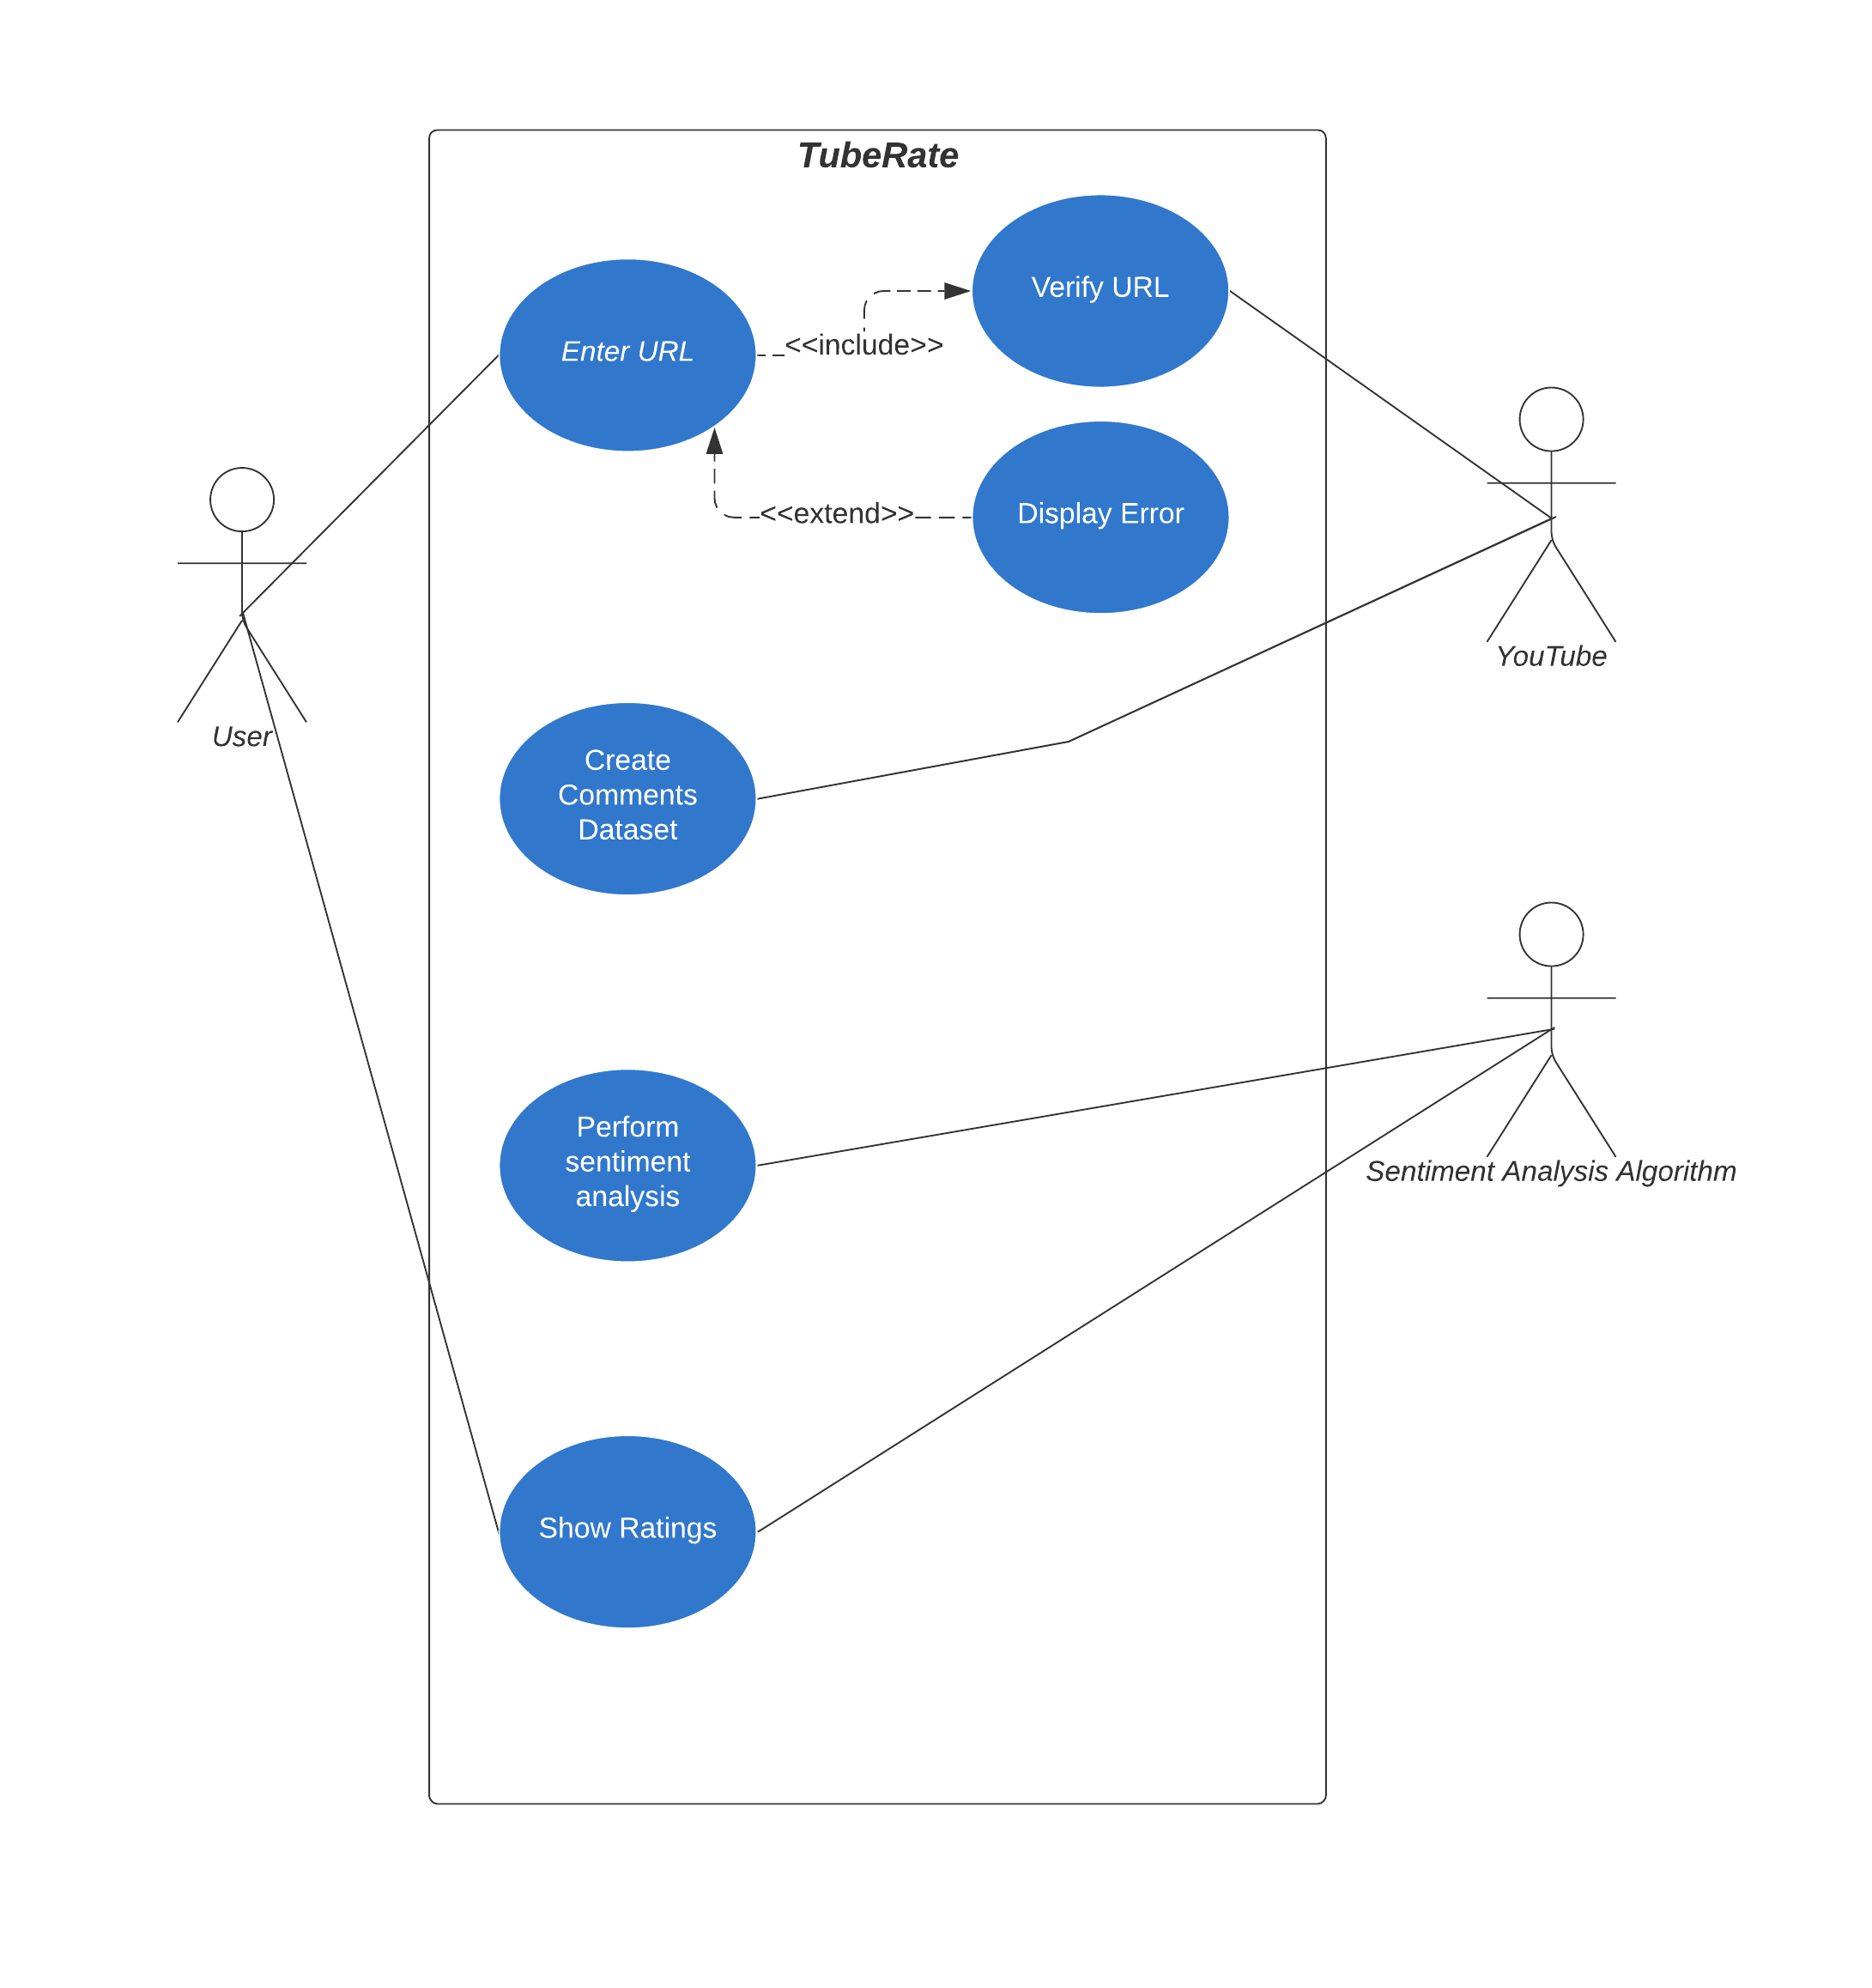 TubeRate
Verify URL
Enter URL
<<include>>
<<extend>>
Display Error
YouTube
User
Create
Comments
Dataset
Perform
sentiment
analysis
Sentiment Analysis Algorithm
Show Ratings